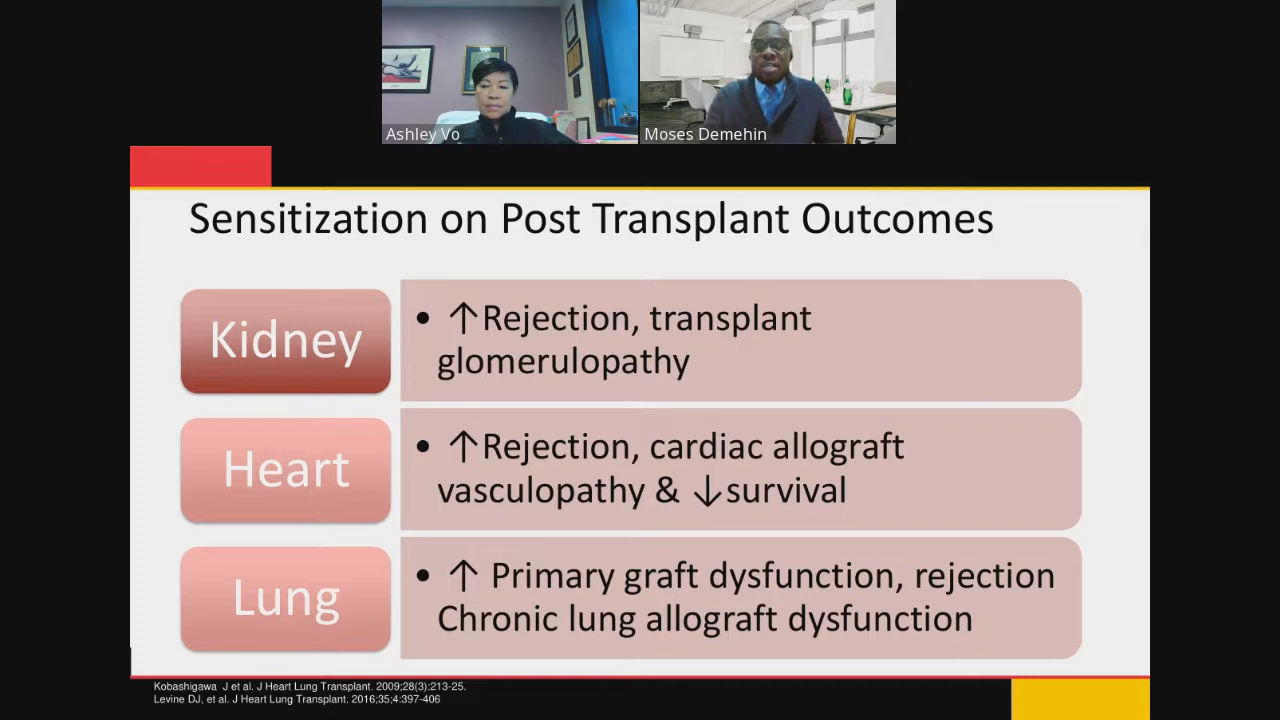 Ashley Vo
Moses Demehin
Sensitization on Post Transplant Outcomes
Kidney
• ↑Rejection, transplant
glomerulopathy
Heart
• ↑Rejection, cardiac allograft
vasculopathy & ↓survival
Lung
• ↑ Primary graft dysfunction, rejection
Chronic lung allograft dysfunction
Kobashigawa J et al. J Heart Lung Transplant. 2009;28(3):213-25.
Levine DJ, et al. J Heart Lung Transplant. 2016;35;4:397-406